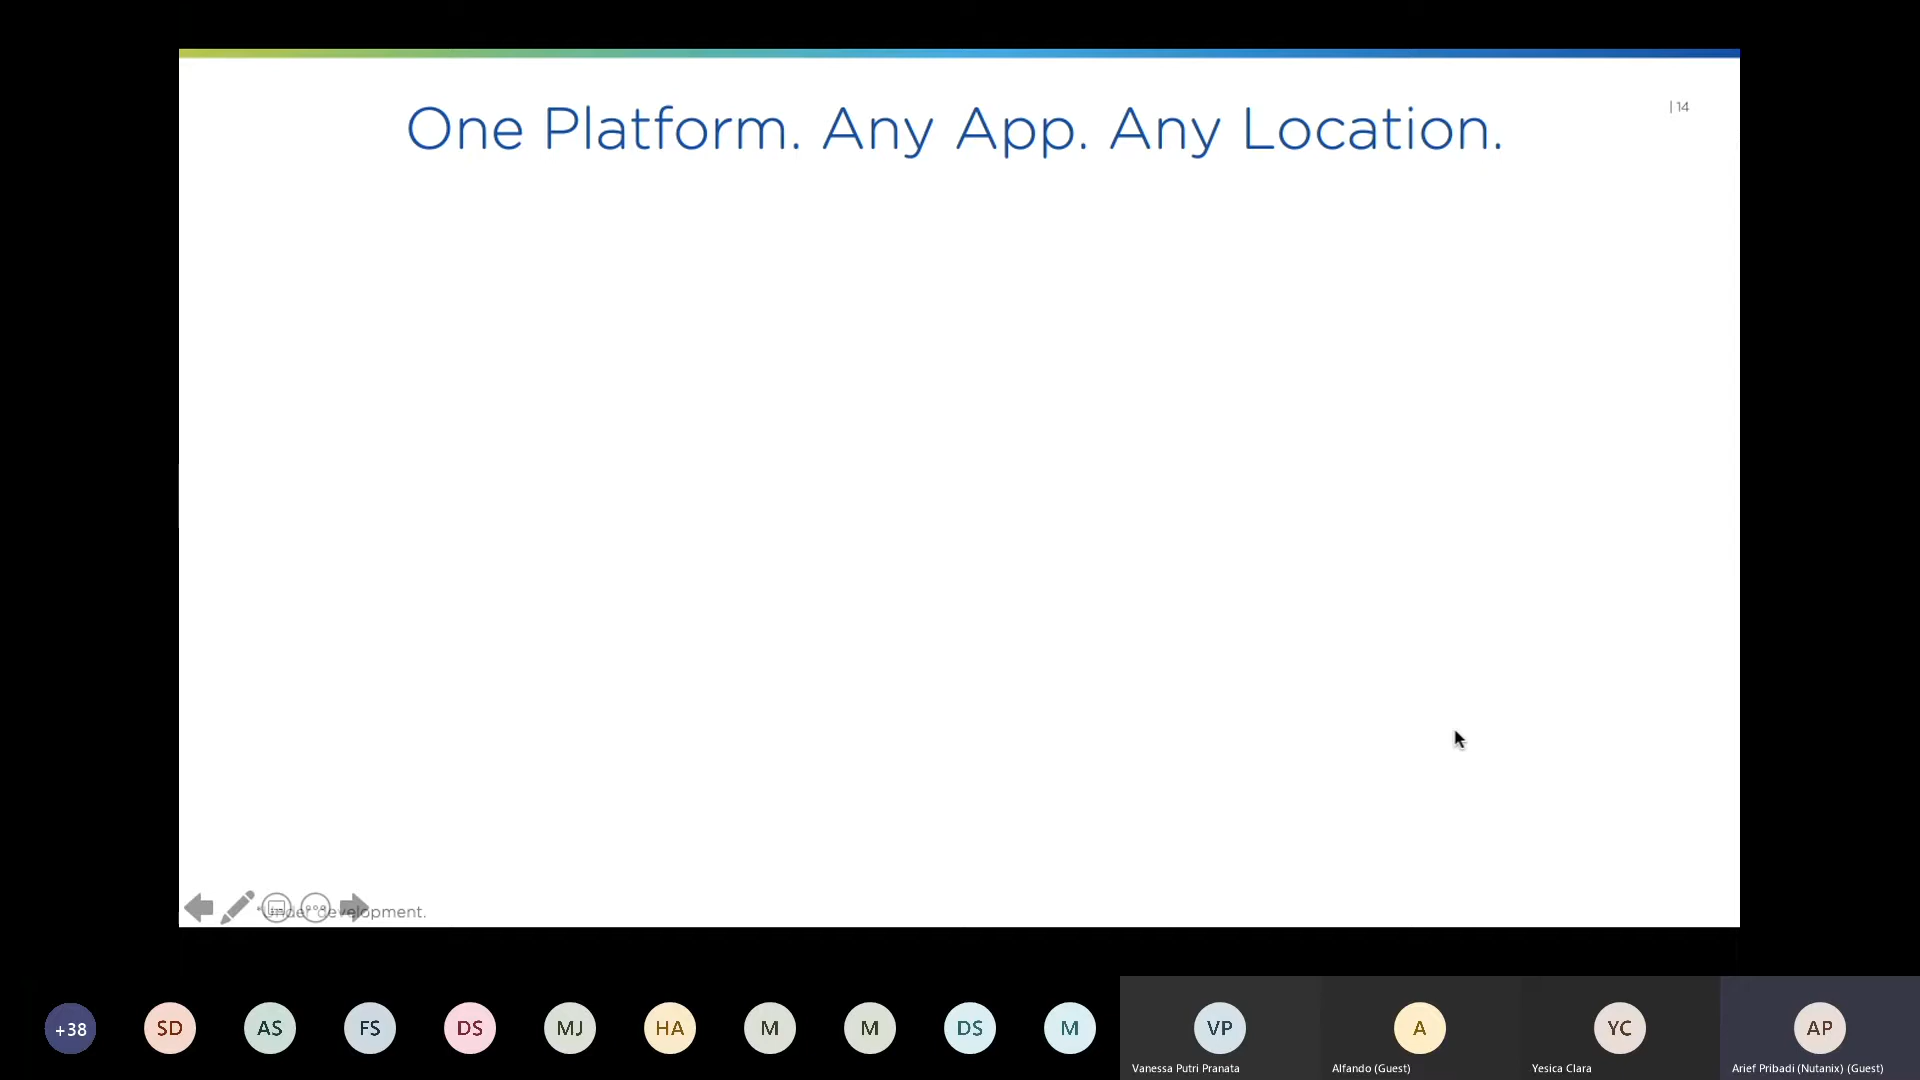 One Platform. Any App. Any Location.
| 14
*Under development.
+38
SD
AS
FS
DS
MJ
HA
M
M
DS
M
VP
A
YC
AP
Vanessa Putri Pranata
Alfando (Guest)
Yesica Clara
Arief Pribadi (Nutanix) (Guest)